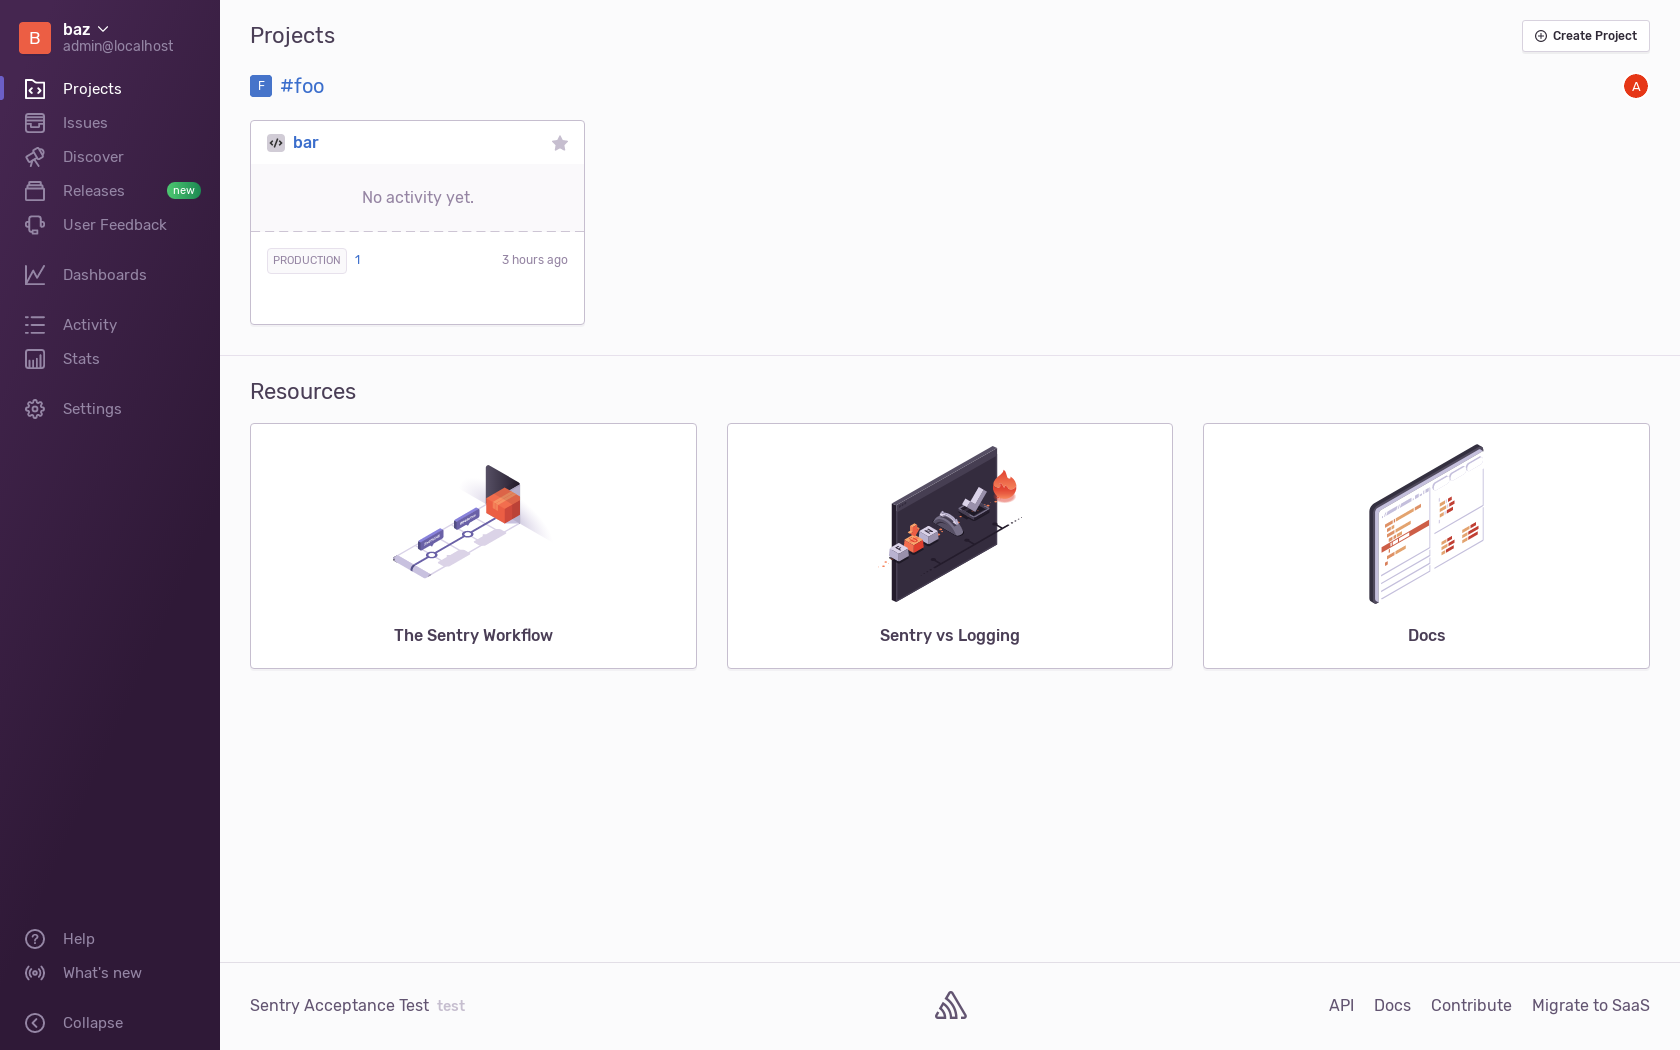 B
baz
admin@localhost
Projects
Issues
Discover
Releases
new
User Feedback
Dashboards
Activity
Stats
Settings
Help
What's new
Collapse
Projects
Create Project
F
#foo
A
bar
No activity yet.
PRODUCTION
1
3 hours ago
Resources
The Sentry Workflow
Sentry vs Logging
Docs
Sentry Acceptance Test test
API
Docs
Contribute
Migrate to SaaS